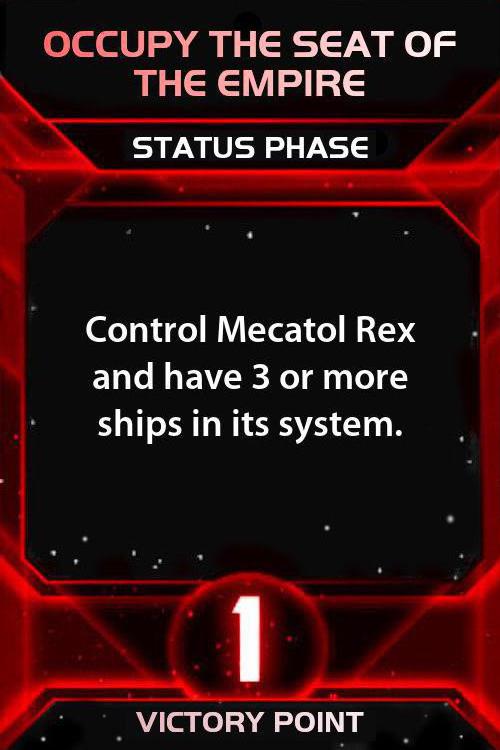 OCCUPY THE SEAT OF
THE EMPIRE
STATUS PHASE
Control Mecatol Rex
and have 3 or more
ships in its system.
1
VICTORY POINT